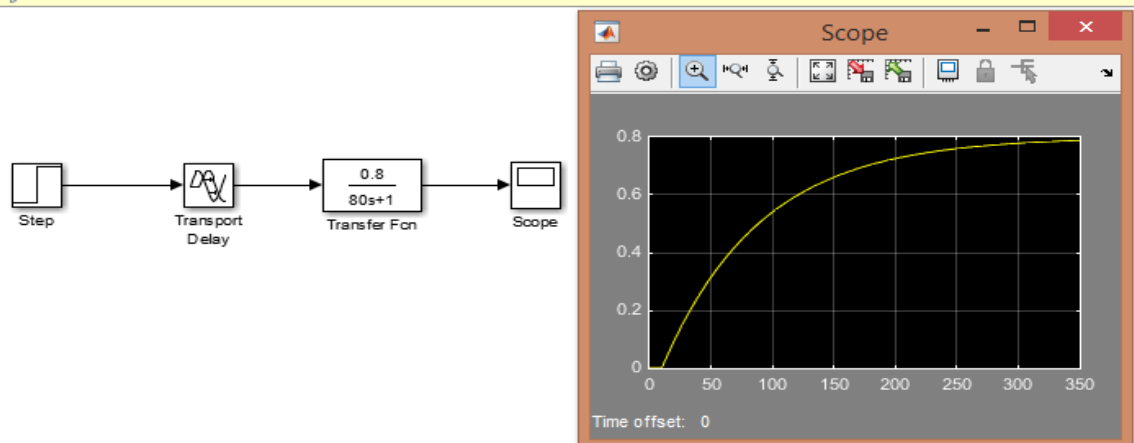 Scope
0.8
80s+1
Step
Transport
Delay
Transfer Fcn
Scope
0.8
0.6
0.4
0.2
0
0 50 100 150 200 250 300 350
Time offset: 0